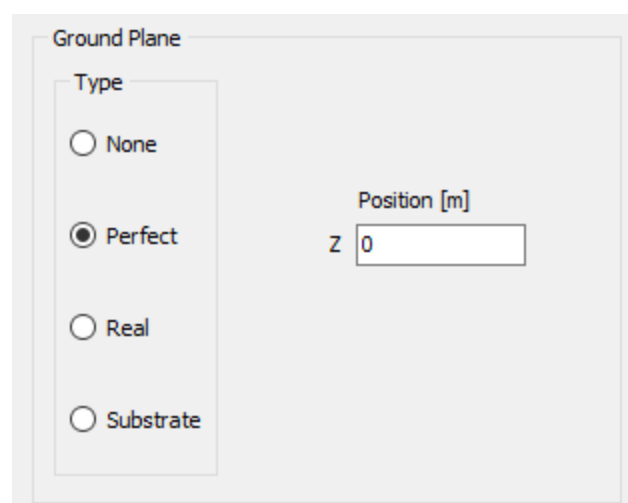 Ground Plane
Type
None
Position [m]
Perfect
Z 0
Real
Substrate